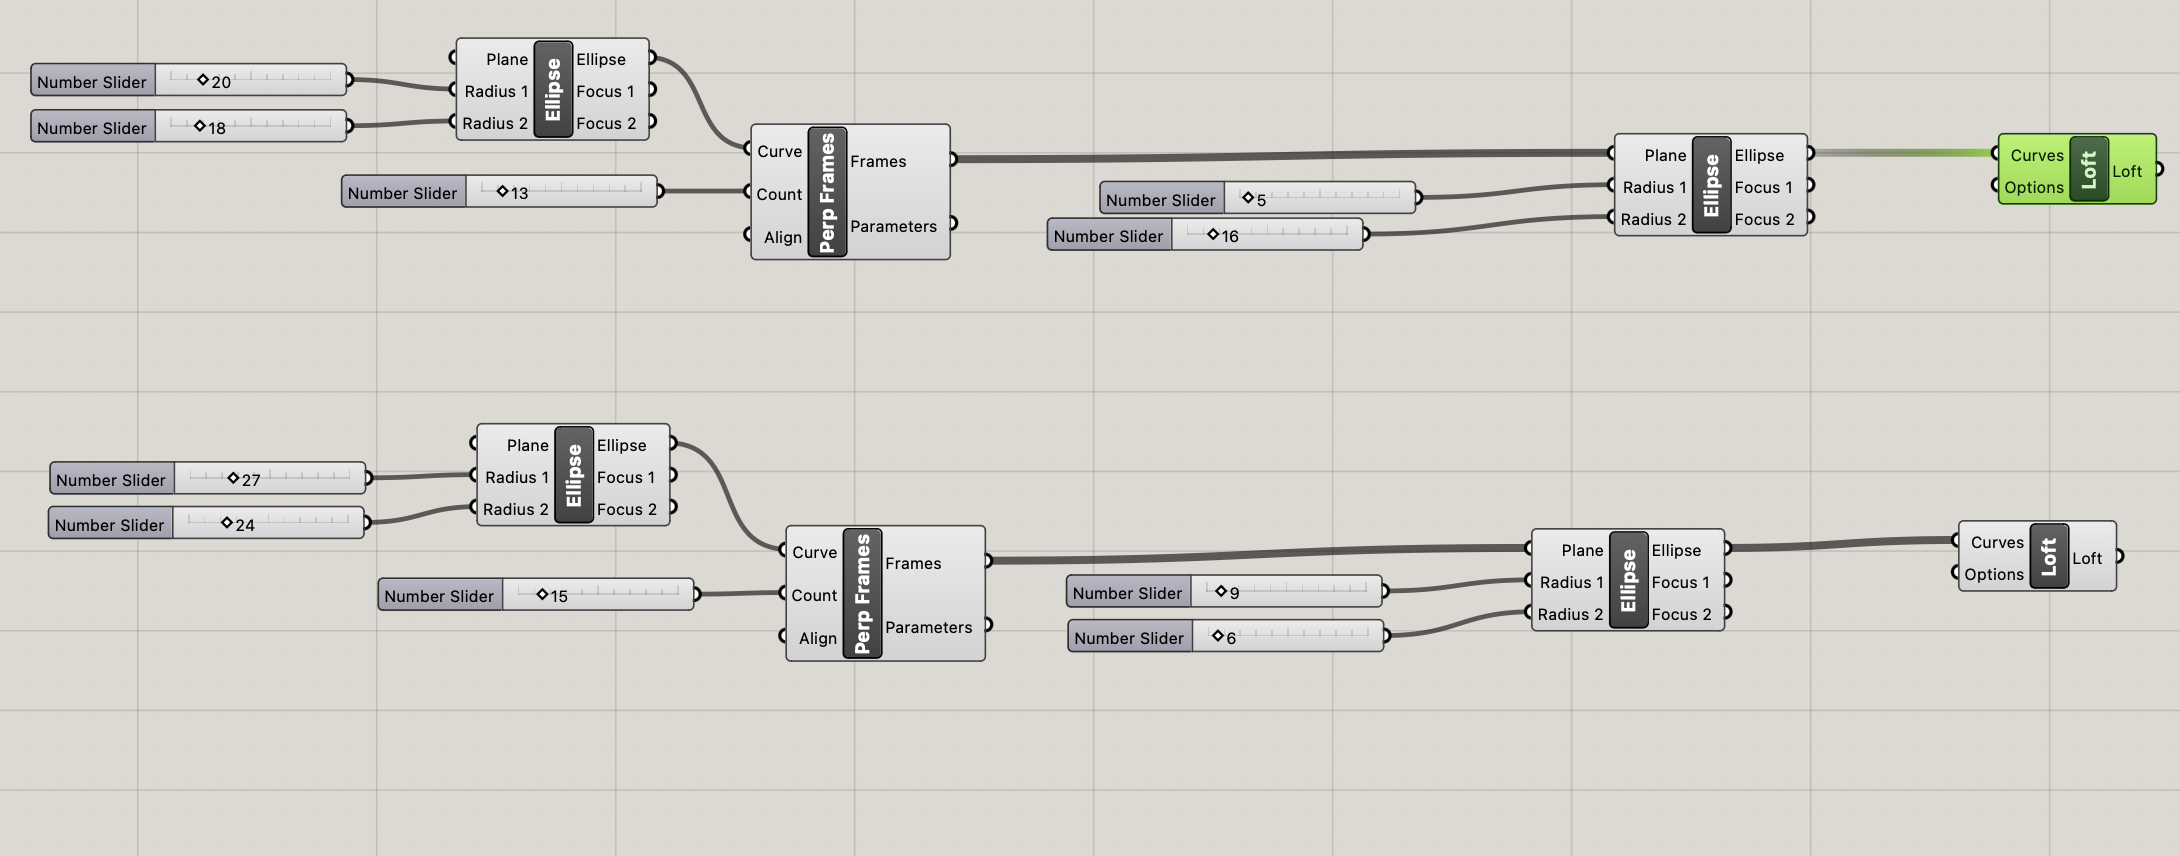 Number Slider 20
Number Slider 18
Plane
Radius 1
Radius 2
Ellipse
Ellipse
Focus 1
Focus 2
Number Slider 13
Curve
Count
Align
Perp Frames
Frames
Parameters
Number Slider 5
Number Slider 16
Plane
Radius 1
Radius 2
Ellipse
Ellipse
Focus 1
Focus 2
Curves
Options
Loft
Loft
Number Slider 27
Number Slider 24
Plane
Radius 1
Radius 2
Ellipse
Ellipse
Focus 1
Focus 2
Number Slider 15
Curve
Count
Align
Perp Frames
Frames
Parameters
Number Slider 9
Number Slider 6
Plane
Radius 1
Radius 2
Ellipse
Ellipse
Focus 1
Focus 2
Curves
Options
Loft
Loft